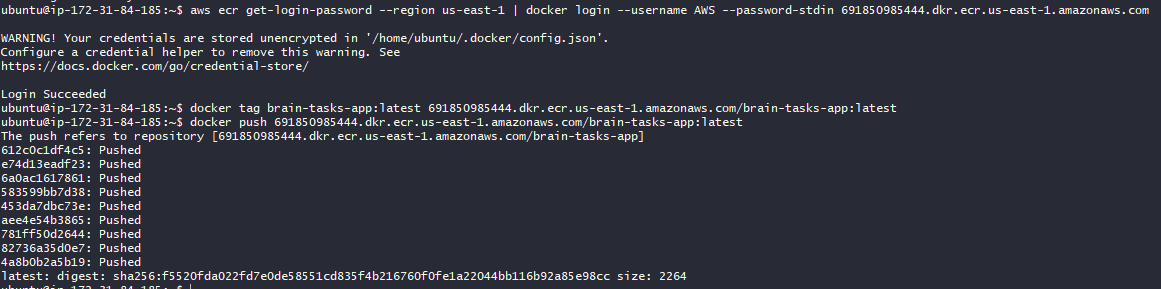 ubuntu@ip-172-31-84-185:~$ aws ecr get-login-password --region us-east-1 | docker login --username AWS --password-stdin 691850985444.dkr.ecr.us-east-1.amazonaws.com
WARNING! Your credentials are stored unencrypted in '/home/ubuntu/.docker/config.json'.
Configure a credential helper to remove this warning. See
https://docs.docker.com/go/credential-store/
Login Succeeded
ubuntu@ip-172-31-84-185:~$ docker tag brain-tasks-app:latest 691850985444.dkr.ecr.us-east-1.amazonaws.com/brain-tasks-app:latest
ubuntu@ip-172-31-84-185:~$ docker push 691850985444.dkr.ecr.us-east-1.amazonaws.com/brain-tasks-app:latest
The push refers to repository [691850985444.dkr.ecr.us-east-1.amazonaws.com/brain-tasks-app]
612c0c1df4c5: Pushed
e74d13eadf23: Pushed
6a0ac1617861: Pushed
583599bb7d38: Pushed
453da7dbc73e: Pushed
aee4e54b3865: Pushed
781ff50d2644: Pushed
82736a35d0e7: Pushed
4a8b0b2a5b19: Pushed
latest: digest: sha256:f5520fda022fd7e0de58551cd835f4b216760f0fe1a22044bb116b92a85e98cc size: 2264
ubuntu@ip-172-31-84-185:~$